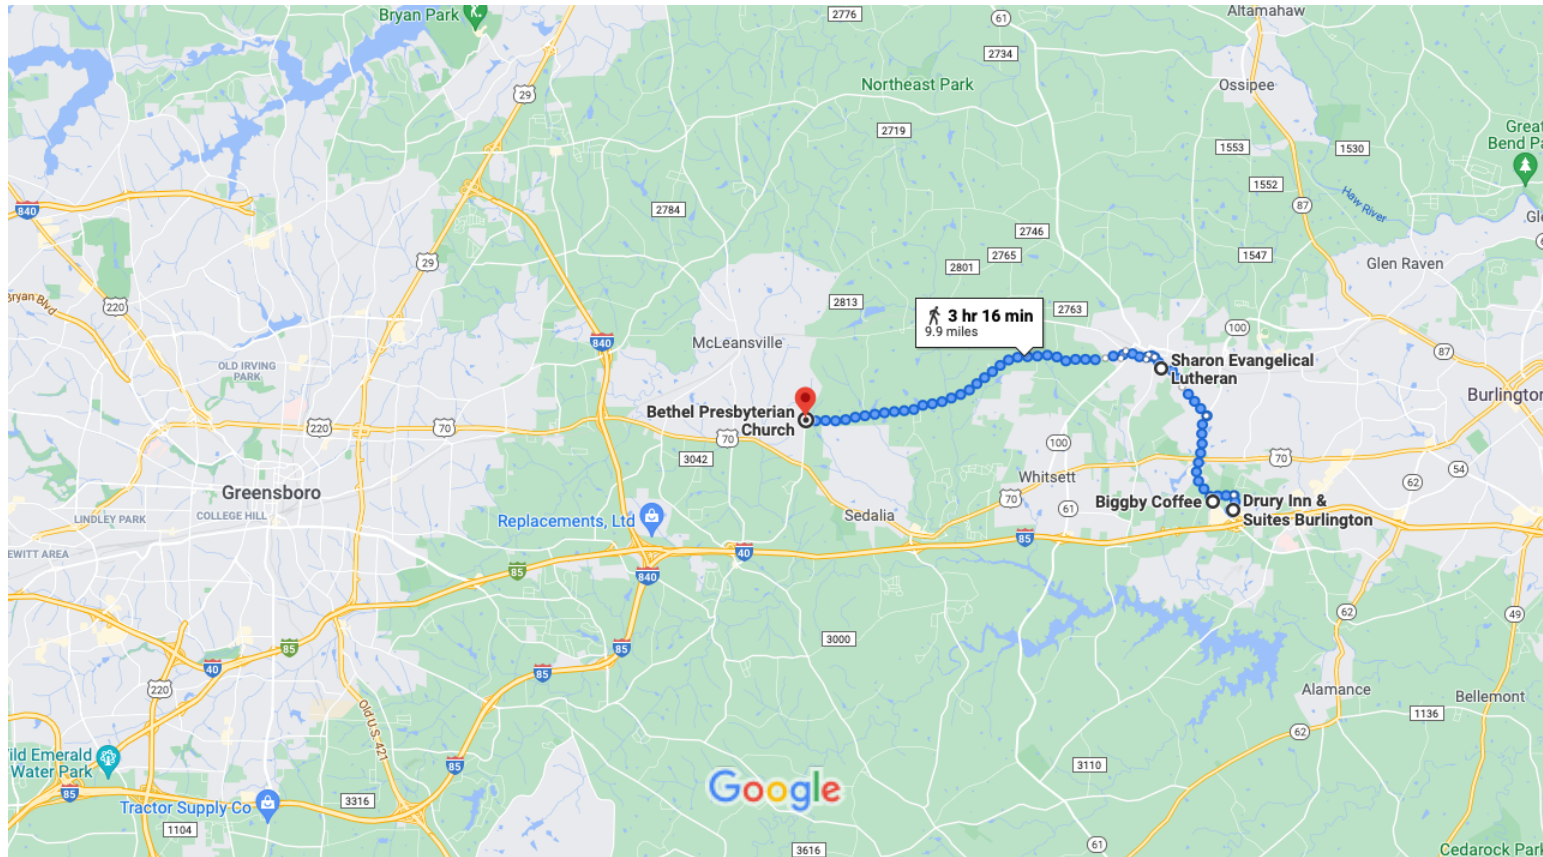 Bryan Park
2776
61
Altamahaw
2734
Northeast Park
Ossipee
29
2719
Great
Bend Pa
1553
1530
1552
Haw River
840
2784
87
2746
29
2765
1547
2801
Glen Raven
Bryan Blvd
220
2813
3 hr 16 min
9.9 miles
2763
100
840
McLeansville
87
OLD IRVING
PARK
Sharon Evangelical
Lutheran
Burlington
Bethel Presbyterian
Church
220
70
70
100
3042
70
54
Whitsett
62
62
Greensboro
70
61
Biggby Coffee
Drury Inn &
Suites Burlington
LINDLEY PARK
COLLEGE HILL
Replacements, Ltd
Sedalia
85
EWITT AREA
40
85
840
62
49
3000
85
85
40
85
220
Alamance
Bellemont
Old U.S. 421
1136
62
ild Emerald
Water Park
85
3110
Google
85
3316
Tractor Supply Co
1104
61
3616
Cedarock Park